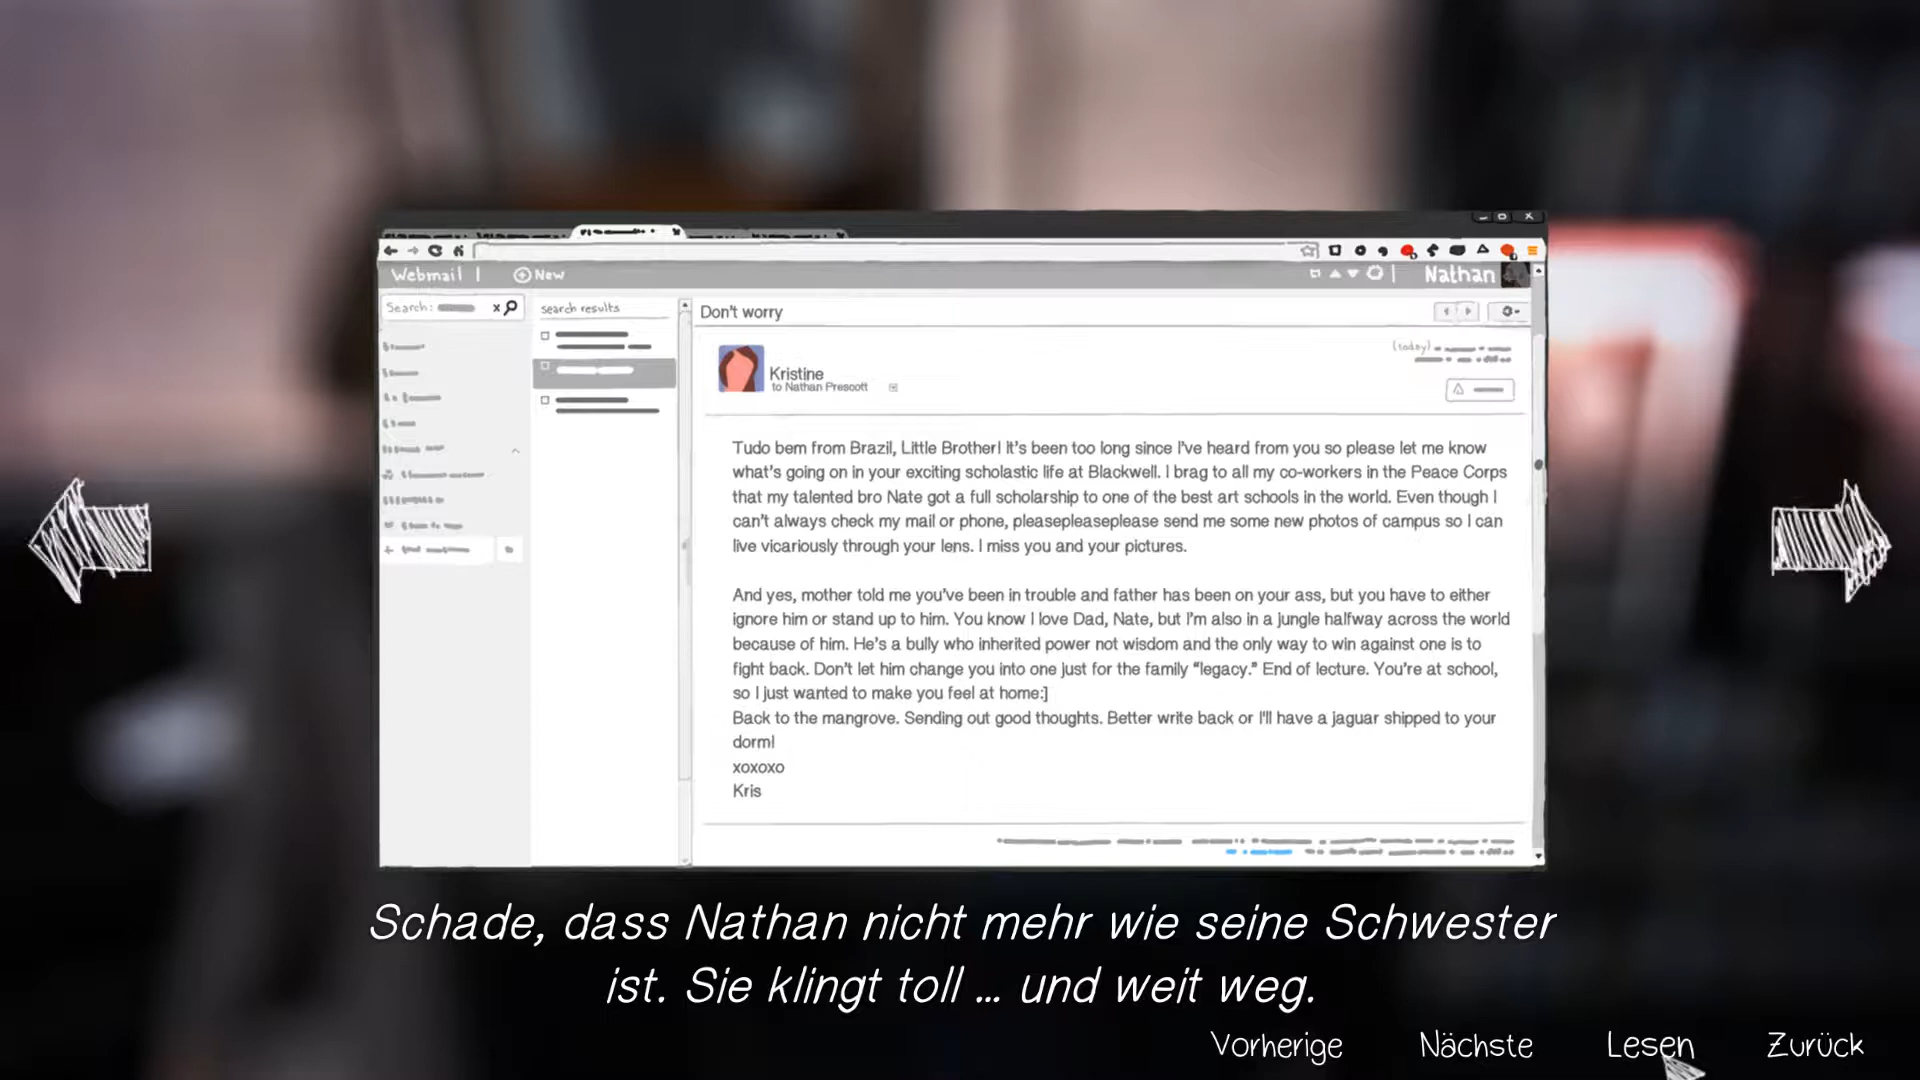 Webmail | New
Nathan
Search:
search results
Don't worry
(today)
Kristine
to Nathan Prescott
Tudo bem from Brazil, Little Brother! It's been too long since I've heard from you so please let me know
what's going on in your exciting scholastic life at Blackwell. I brag to all my co-workers in the Peace Corps
that my talented bro Nate got a full scholarship to one of the best art schools in the world. Even though I
can't always check my mail or phone, pleasepleaseplease send me some new photos of campus so I can
live vicariously through your lens. I miss you and your pictures.
And yes, mother told me you've been in trouble and father has been on your ass, but you have to either
ignore him or stand up to him. You know I love Dad, Nate, but I'm also in a jungle halfway across the world
because of him. He's a bully who inherited power not wisdom and the only way to win against one is to
fight back. Don't let him change you into one just for the family "legacy." End of lecture. You're at school,
so I just wanted to make you feel at home:]
Back to the mangrove. Sending out good thoughts. Better write back or I'll have a jaguar shipped to your
dorm!
xoxoxo
Kris
Schade, dass Nathan nicht mehr wie seine Schwester
ist. Sie klingt toll ... und weit weg.
Vorherige Nächste Lesen Zurück